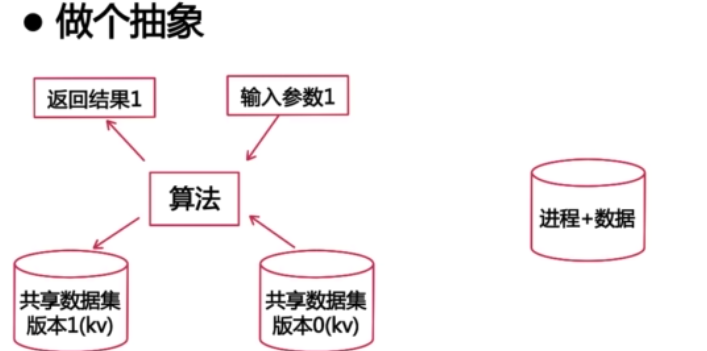 ● 做个抽象
返回结果1
输入参数1
算法
进程+数据
共享数据集
版本1(kv)
共享数据集
版本0(kv)